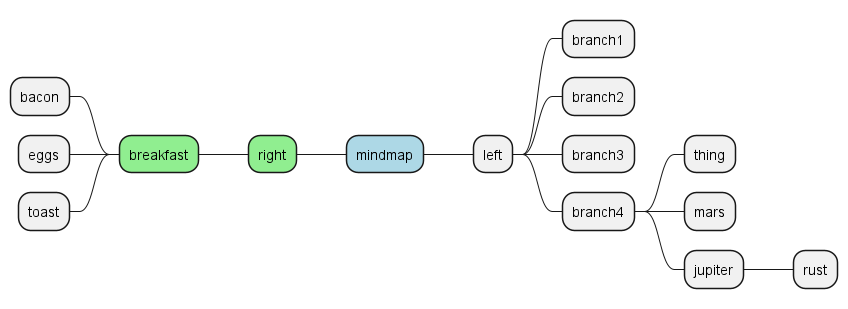 branch1
bacon
branch2
eggs
breakfast
right
mindmap
left
branch3
thing
toast
branch4
mars
jupiter
rust